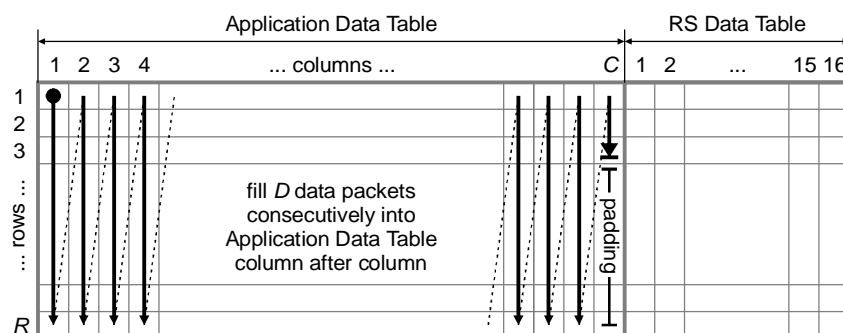 Application Data Table RS Data Table
1 2 3 4 ... columns ... C 1 2 ... 15 16
1
2
3
... rows ...
R
fill D data packets
consecutively into
Application Data Table
column after column
padding